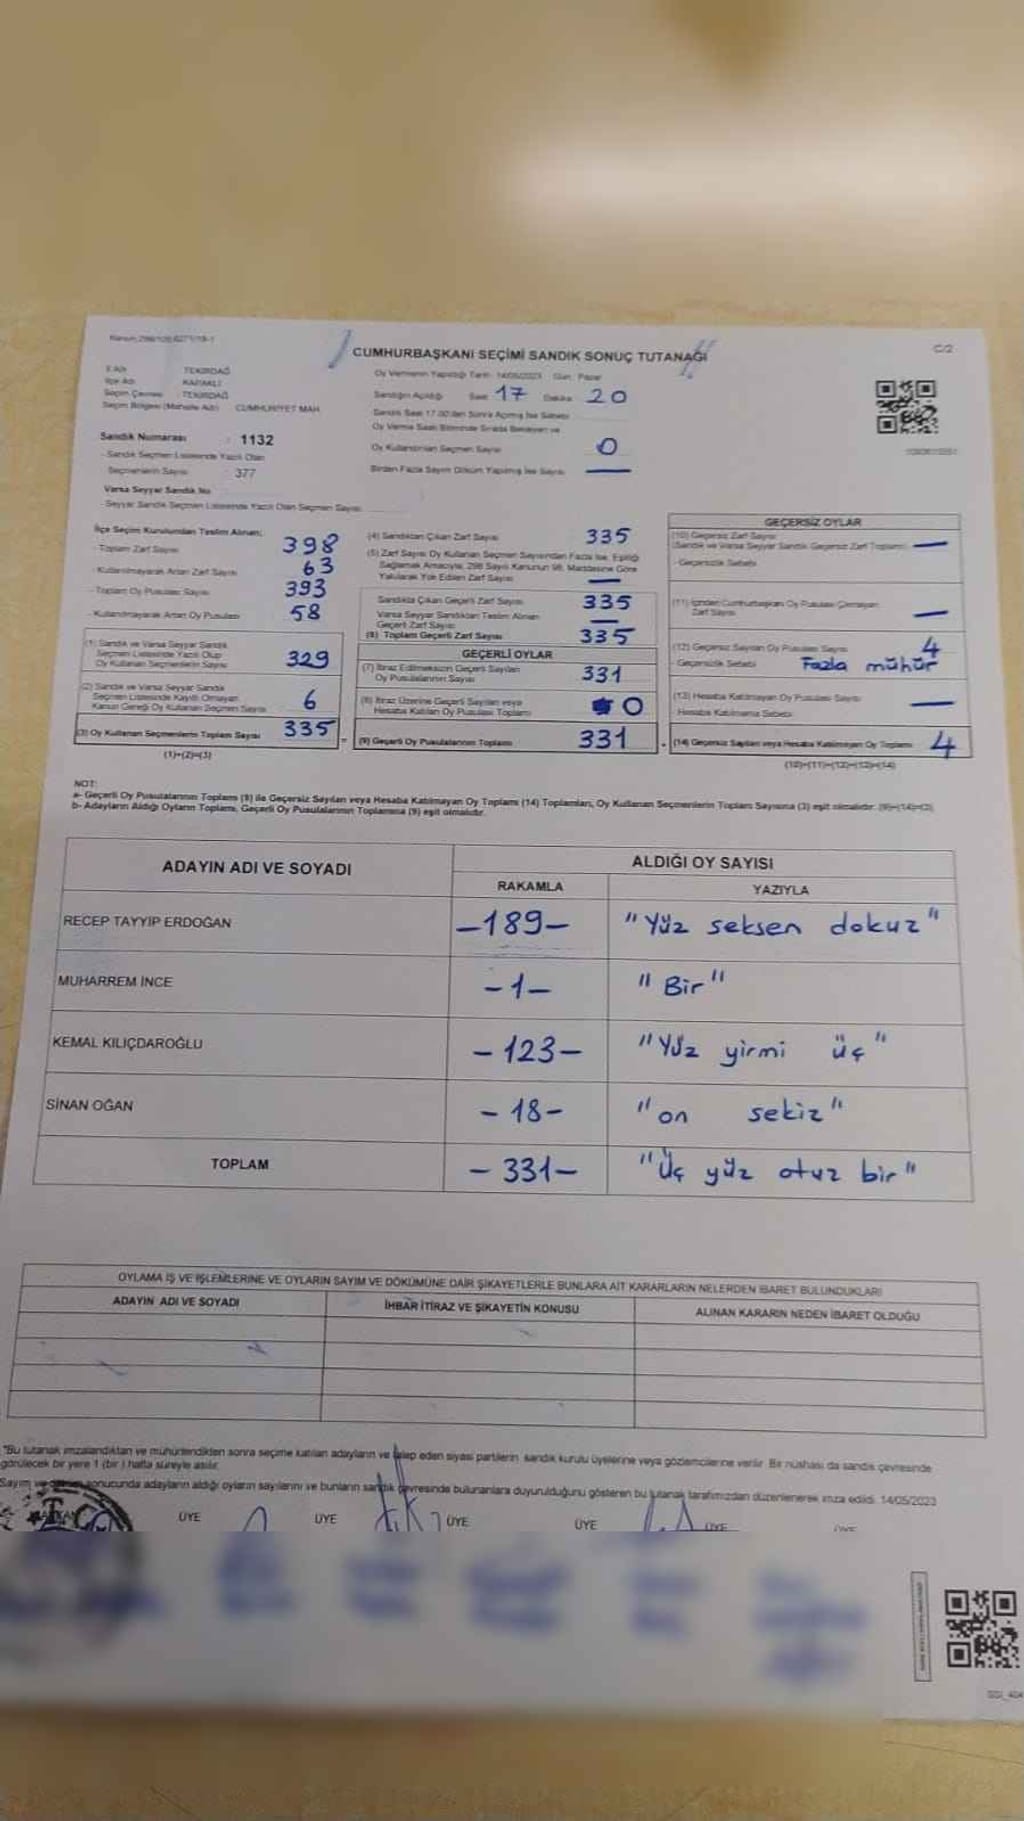 CUMHURBAŞKANI SEÇİMİ SANDIK SONUÇ TUTANAĞI
C/2
Oy Vermenin Yapıldığı Tarih: 14/05/2023 Gün: Pazar
İl Adı TEKİRDAĞ
İlçe Adı KAPAKLI
Seçim Çevresi : TEKİRDAĞ
Seçim Bölgesi (Mahalle Adı) CUMHURİYET MAH.
Sandık Numarası : 1132
- Sandık Seçmen Listesinde Yazılı Olan
Seçmenlerin Sayısı : 377
Varsa Seyyar Sandık No
- Seyyar Sandık Seçmen Listesinde Yazılı Olan Seçmen Sayısı
Sandığın Açıldığı Saat 17 Dakika 20
Sandık Saat 17.00'den Sonra Açılmış İse Sebebi
Oy Verme Saati Bitiminde Sırada Bekleyen ve
Oy Kullandırılan Seçmen Sayısı 0
Birden Fazla Sayım Döküm Yapılmış İse Sayısı —
İlçe Seçim Kurulundan Teslim Alınan;
- Toplam Zarf Sayısı 398
- Kullanılmayarak Artan Zarf Sayısı 63
- Toplam Oy Pusulası Sayısı 393
- Kullanılmayarak Artan Oy Pusulası 58
(1) Sandık ve Varsa Seyyar Sandık
Seçmen Listesinde Yazılı Olup
Oy Kullanan Seçmenlerin Sayısı 329
(2) Sandık ve Varsa Seyyar Sandık
Seçmen Listesinde Kayıtlı Olmayan
Kanun Gereği Oy Kullanan Seçmen Sayısı 6
(3) Oy Kullanan Seçmenlerin Toplam Sayısı 335
(1)+(2)=(3)
(4) Sandıktan Çıkan Zarf Sayısı 335
(5) Zarf Sayısı Oy Kullanan Seçmen Sayısından Fazla İse, Eşitliği
Sağlamak Amacıyla, 298 Sayılı Kanunun 98. Maddesine Göre
Yakılarak Yok Edilen Zarf Sayısı —
Sandıkta Çıkan Geçerli Zarf Sayısı 335
Varsa Seyyar Sandıktan Teslim Alınan
Geçerli Zarf Sayısı —
(6) Toplam Geçerli Zarf Sayısı 335
GEÇERLİ OYLAR
(7) İtiraz Edilmeksizin Geçerli Sayılan
Oy Pusulalarının Sayısı 331
(8) İtiraz Üzerine Geçerli Sayılan veya
Hesaba Katılan Oy Pusulası Toplamı 0
(9) Geçerli Oy Pusulalarının Toplamı 331
GEÇERSİZ OYLAR
(10) Geçersiz Zarf Sayısı
(Sandık ve Varsa Seyyar Sandık Geçersiz Zarf Toplamı) —
- Geçersizlik Sebebi
(11) İçinden Cumhurbaşkanı Oy Pusulası Çıkmayan
Zarf Sayısı —
(12) Geçersiz Sayılan Oy Pusulası Sayısı 4
- Geçersizlik Sebebi Fazla mühür
(13) Hesaba Katılmayan Oy Pusulası Sayısı —
Hesaba Katılmama Sebebi
(14) Geçersiz Sayılan veya Hesaba Katılmayan Oy Toplamı 4
(10)+(11)+(12)+(13)=(14)
NOT:
a- Geçerli Oy Pusulalarının Toplamı (9) ile Geçersiz Sayılan veya Hesaba Katılmayan Oy Toplamı (14) Toplamları, Oy Kullanan Seçmenlerin Toplam Sayısına (3) eşit olmalıdır. (9)+(14)=(3)
b- Adayların Aldığı Oyların Toplamı, Geçerli Oy Pusulalarının Toplamına (9) eşit olmalıdır.
ADAYIN ADI VE SOYADI
ALDIĞI OY SAYISI
RAKAMLA YAZIYLA
RECEP TAYYİP ERDOĞAN -189- "Yüz seksen dokuz"
MUHARREM İNCE -1- "Bir"
KEMAL KILIÇDAROĞLU -123- "Yüz yirmi üç"
SİNAN OĞAN -18- "on sekiz"
TOPLAM -331- "Üç yüz otuz bir"
OYLAMA İŞ VE İŞLEMLERİNE VE OYLARIN SAYIM VE DÖKÜMÜNE DAİR ŞİKAYETLERLE BUNLARA AİT KARARLARIN NELERDEN İBARET BULUNDUKLARI
ADAYIN ADI VE SOYADI İHBAR İTİRAZ VE ŞİKAYETİN KONUSU ALINAN KARARIN NEDEN İBARET OLDUĞU
"Bu tutanak imzalandıktan ve mühürlendikten sonra seçime katılan adayların ve talep eden siyasi partilerin sandık kurulu üyelerine veya gözlemcilerine verilir. Bir nüshası da sandık çevresinde
görülecek bir yere 1 (bir) hafta süreyle asılır.
Sayım ve sonucunda adayların aldığı oyların sayılarını ve bunların sandık çevresinde bulunanlara duyurulduğunu gösteren bu tutanak tarafımızdan düzenlenerek imza edildi. 14/05/2023
ÜYE ÜYE ÜYE ÜYE ÜYE ÜYE